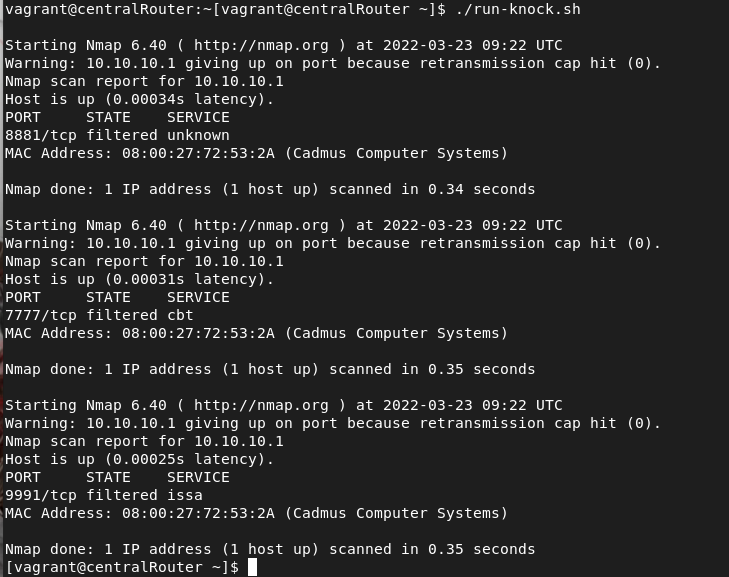 vagrant@centralRouter:~[vagrant@centralRouter ~]$ ./run-knock.sh
Starting Nmap 6.40 ( http://nmap.org ) at 2022-03-23 09:22 UTC
Warning: 10.10.10.1 giving up on port because retransmission cap hit (0).
Nmap scan report for 10.10.10.1
Host is up (0.00034s latency).
PORT     STATE    SERVICE
8881/tcp filtered unknown
MAC Address: 08:00:27:72:53:2A (Cadmus Computer Systems)
Nmap done: 1 IP address (1 host up) scanned in 0.34 seconds
Starting Nmap 6.40 ( http://nmap.org ) at 2022-03-23 09:22 UTC
Warning: 10.10.10.1 giving up on port because retransmission cap hit (0).
Nmap scan report for 10.10.10.1
Host is up (0.00031s latency).
PORT     STATE    SERVICE
7777/tcp filtered cbt
MAC Address: 08:00:27:72:53:2A (Cadmus Computer Systems)
Nmap done: 1 IP address (1 host up) scanned in 0.35 seconds
Starting Nmap 6.40 ( http://nmap.org ) at 2022-03-23 09:22 UTC
Warning: 10.10.10.1 giving up on port because retransmission cap hit (0).
Nmap scan report for 10.10.10.1
Host is up (0.00025s latency).
PORT     STATE    SERVICE
9991/tcp filtered issa
MAC Address: 08:00:27:72:53:2A (Cadmus Computer Systems)
Nmap done: 1 IP address (1 host up) scanned in 0.35 seconds
[vagrant@centralRouter ~]$